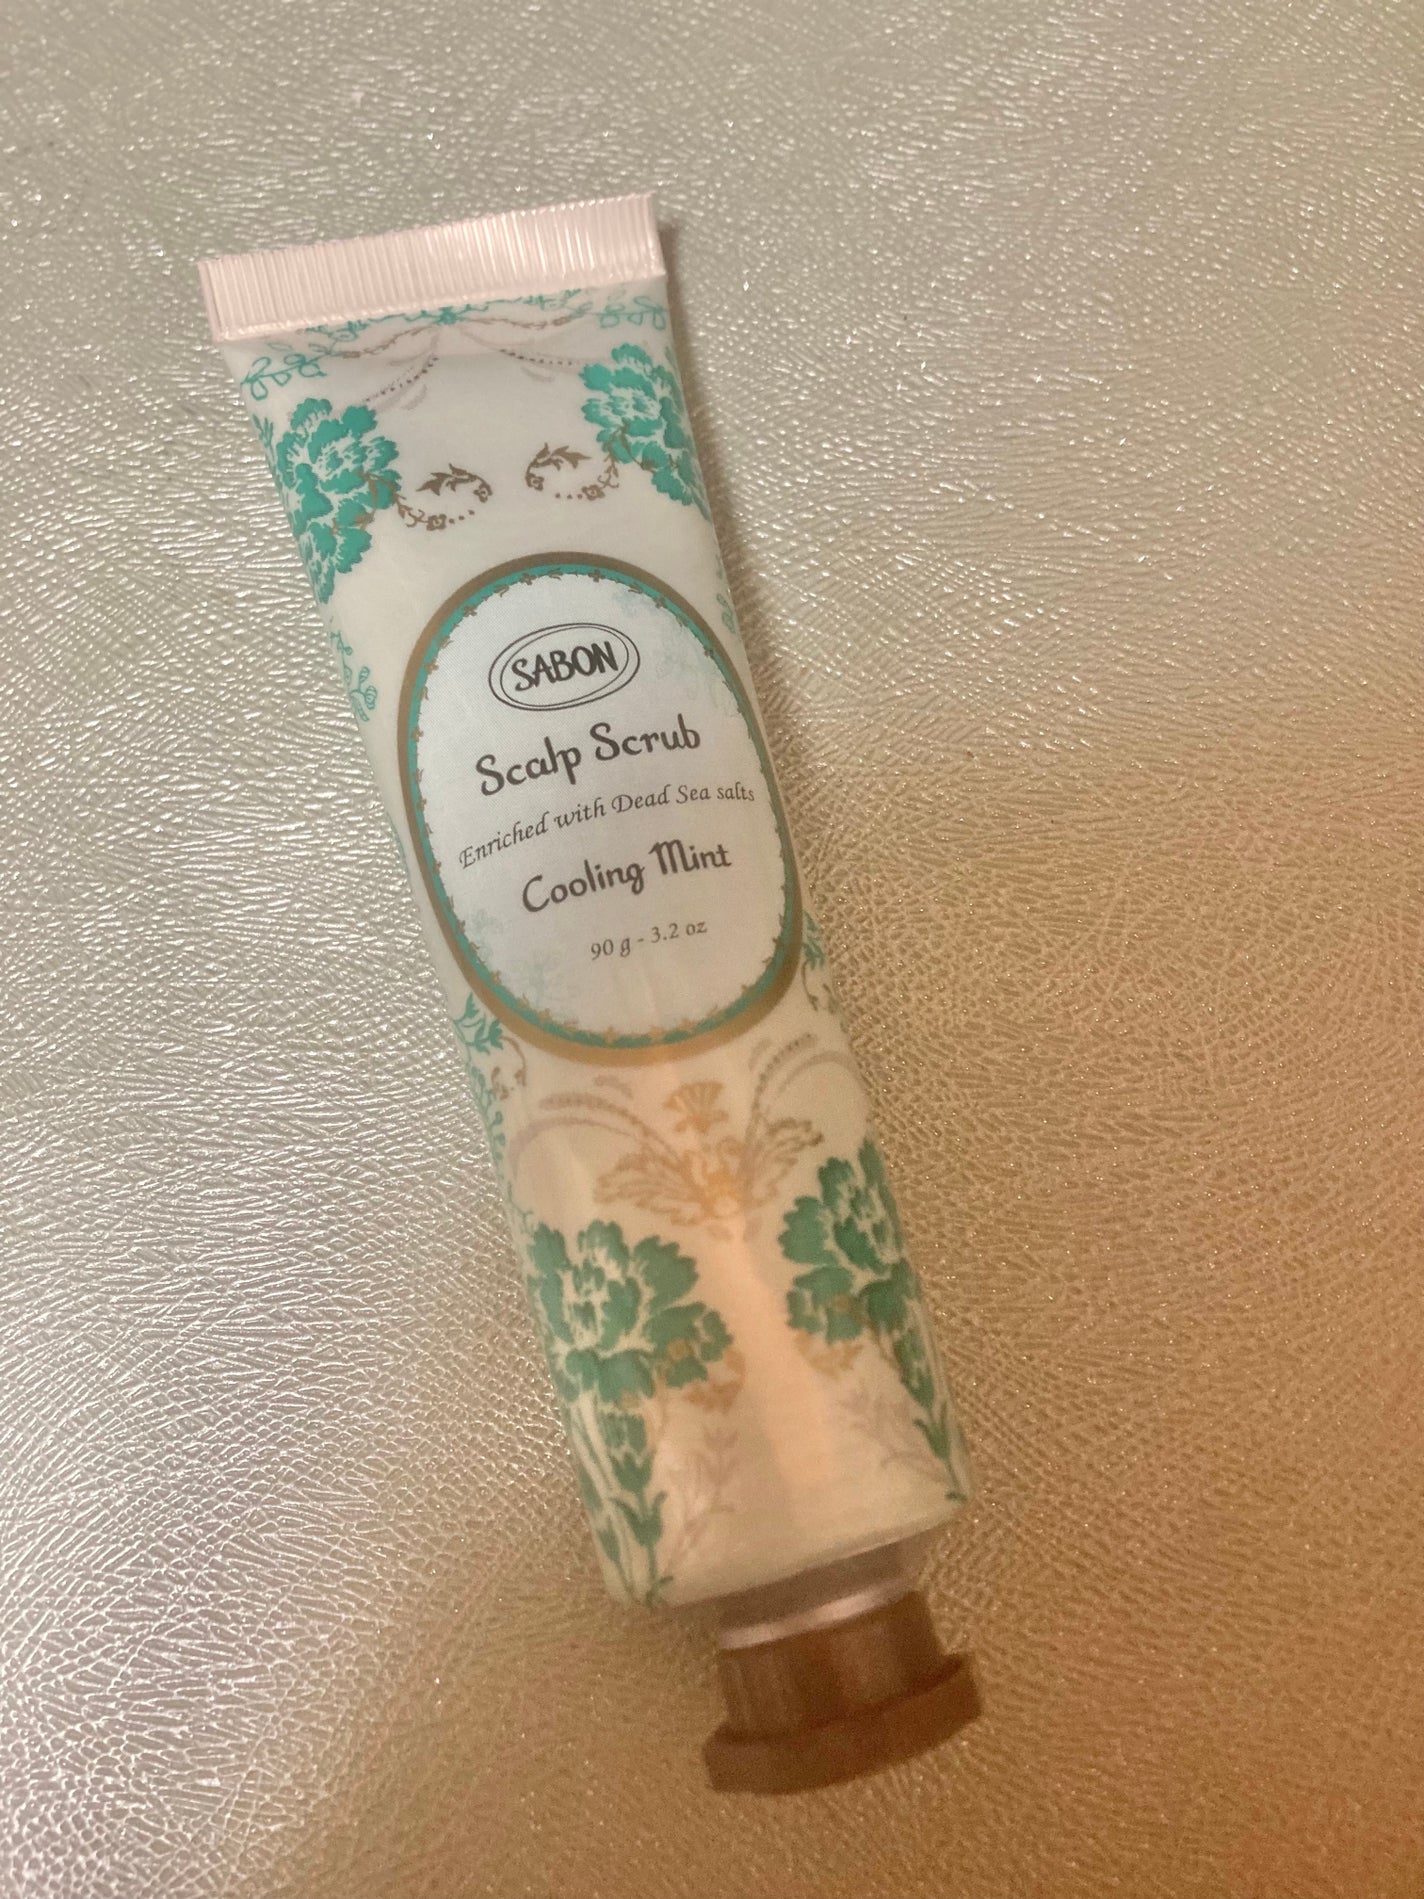 SABON
Scalp Scrub
Enriched with Dead Sea salts
Cooling Mint
90 g - 3.2 oz